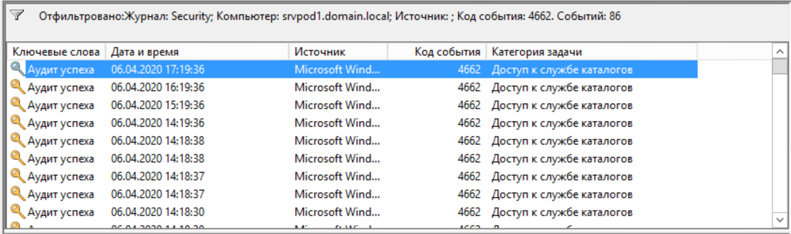 Отфильтровано:Журнал: Security; Компьютер: srvpod1.domain.local; Источник: ; Код события: 4662. Событий: 86
Ключевые слова Дата и время Источник Код события Категория задачи
Аудит успеха 06.04.2020 17:19:36 Microsoft Wind... 4662 Доступ к службе каталогов
Аудит успеха 06.04.2020 16:19:36 Microsoft Wind... 4662 Доступ к службе каталогов
Аудит успеха 06.04.2020 15:19:36 Microsoft Wind... 4662 Доступ к службе каталогов
Аудит успеха 06.04.2020 14:19:36 Microsoft Wind... 4662 Доступ к службе каталогов
Аудит успеха 06.04.2020 14:18:38 Microsoft Wind... 4662 Доступ к службе каталогов
Аудит успеха 06.04.2020 14:18:38 Microsoft Wind... 4662 Доступ к службе каталогов
Аудит успеха 06.04.2020 14:18:37 Microsoft Wind... 4662 Доступ к службе каталогов
Аудит успеха 06.04.2020 14:18:37 Microsoft Wind... 4662 Доступ к службе каталогов
Аудит успеха 06.04.2020 14:18:30 Microsoft Wind... 4662 Доступ к службе каталогов